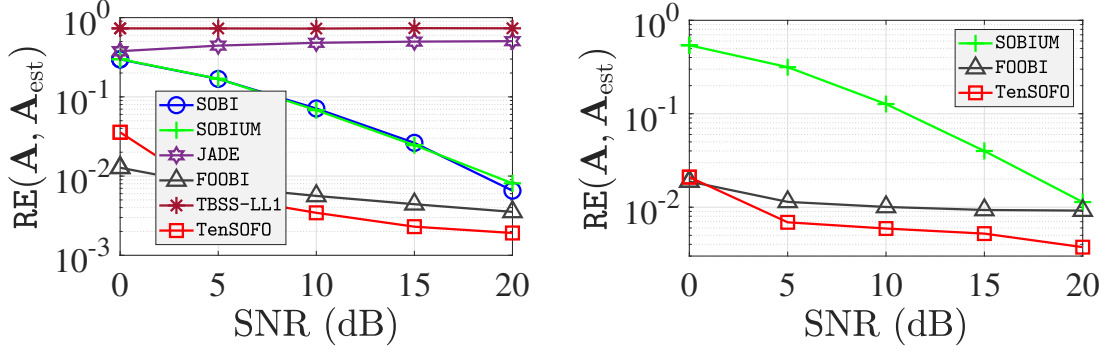 RE(A, A_est)
10^0
10^-1
10^-2
10^-3
SOBI
SOBIUM
JADE
FOOBI
TBSS-LL1
TenSOFO
0 5 10 15 20
SNR (dB)
RE(A, A_est)
10^0
10^-1
10^-2
SOBIUM
FOOBI
TenSOFO
0 5 10 15 20
SNR (dB)